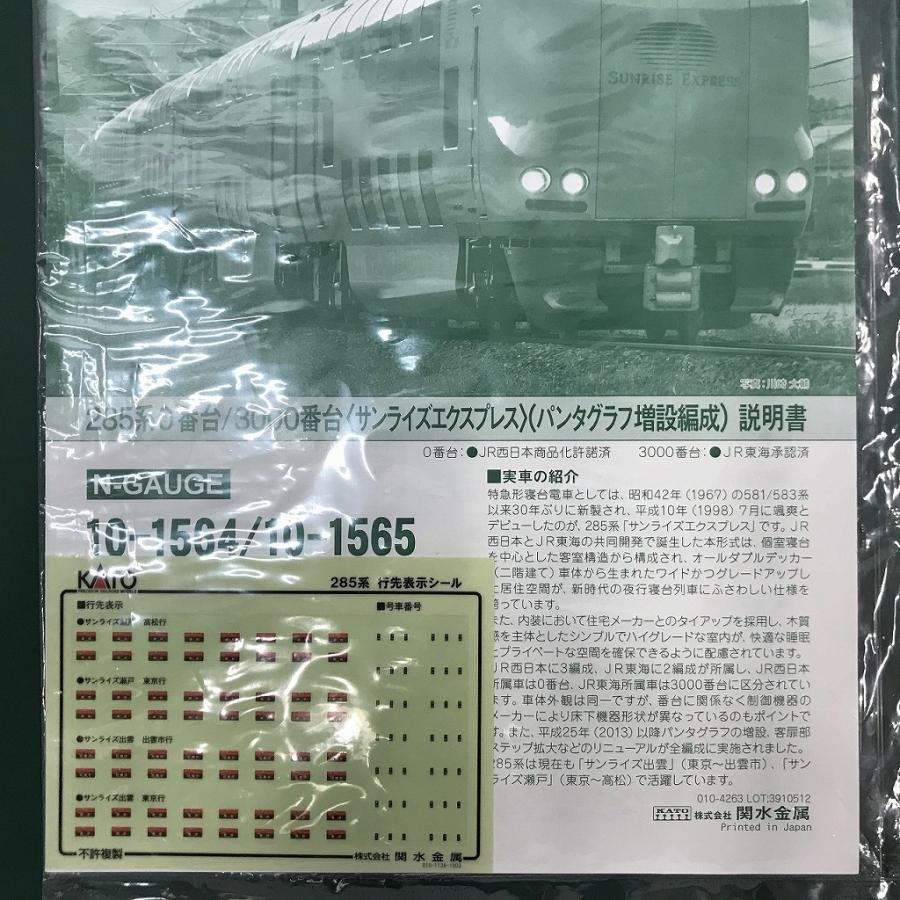 SUNRISE EXPRESS
写真:川崎 大輔
285系 0番台/3000番台〈サンライズエクスプレス〉(パンタグラフ増設編成) 説明書
0番台:●JR西日本商品化許諾済 3000番台:●JR東海承認済
N-GAUGE
10-1564/10-1565
■実車の紹介
特急形寝台電車としては、昭和42年(1967)の581/583系
以来30年ぶりに新製され、平成10年(1998)7月に颯爽と
デビューしたのが、285系「サンライズエクスプレス」です。JR
西日本とJR東海の共同開発で誕生した本形式は、個室寝台
を中心とした客室構造から構成され、オールダブルデッカー
(二階建て)車体から生まれたワイドかつグレードアップし
た居住空間が、新時代の夜行寝台列車にふさわしい仕様を
誇っています。
また、内装において住宅メーカーとのタイアップを採用し、木質
感を主体としたシンプルでハイグレードな室内が、快適な睡眠
とプライベートな空間を確保できるように配慮されています。
JR西日本に3編成、JR東海に2編成が所属し、JR西日本
所属車は0番台、JR東海所属車は3000番台に区分されてい
ます。車体外観は同一ですが、番台に関係なく制御機器の
メーカーにより床下機器形状が異なっているのもポイントで
す。また、平成25年(2013)以降パンタグラフの増設、客扉部
ステップ拡大などのリニューアルが全編成に実施されました。
285系は現在も「サンライズ出雲」(東京～出雲市)、「サン
ライズ瀬戸」(東京～高松)で活躍しています。
010-4263 LOT:3910512
KATO 株式会社 関水金属
Printed in Japan
KATO
PRECISION RAILROAD MODELS
285系 行先表示シール
■行先表示 ■号車番号
●サンライズ瀬戸 高松行
●サンライズ瀬戸 東京行
●サンライズ出雲 出雲市行
●サンライズ出雲 東京行
不許複製 株式会社 関水金属